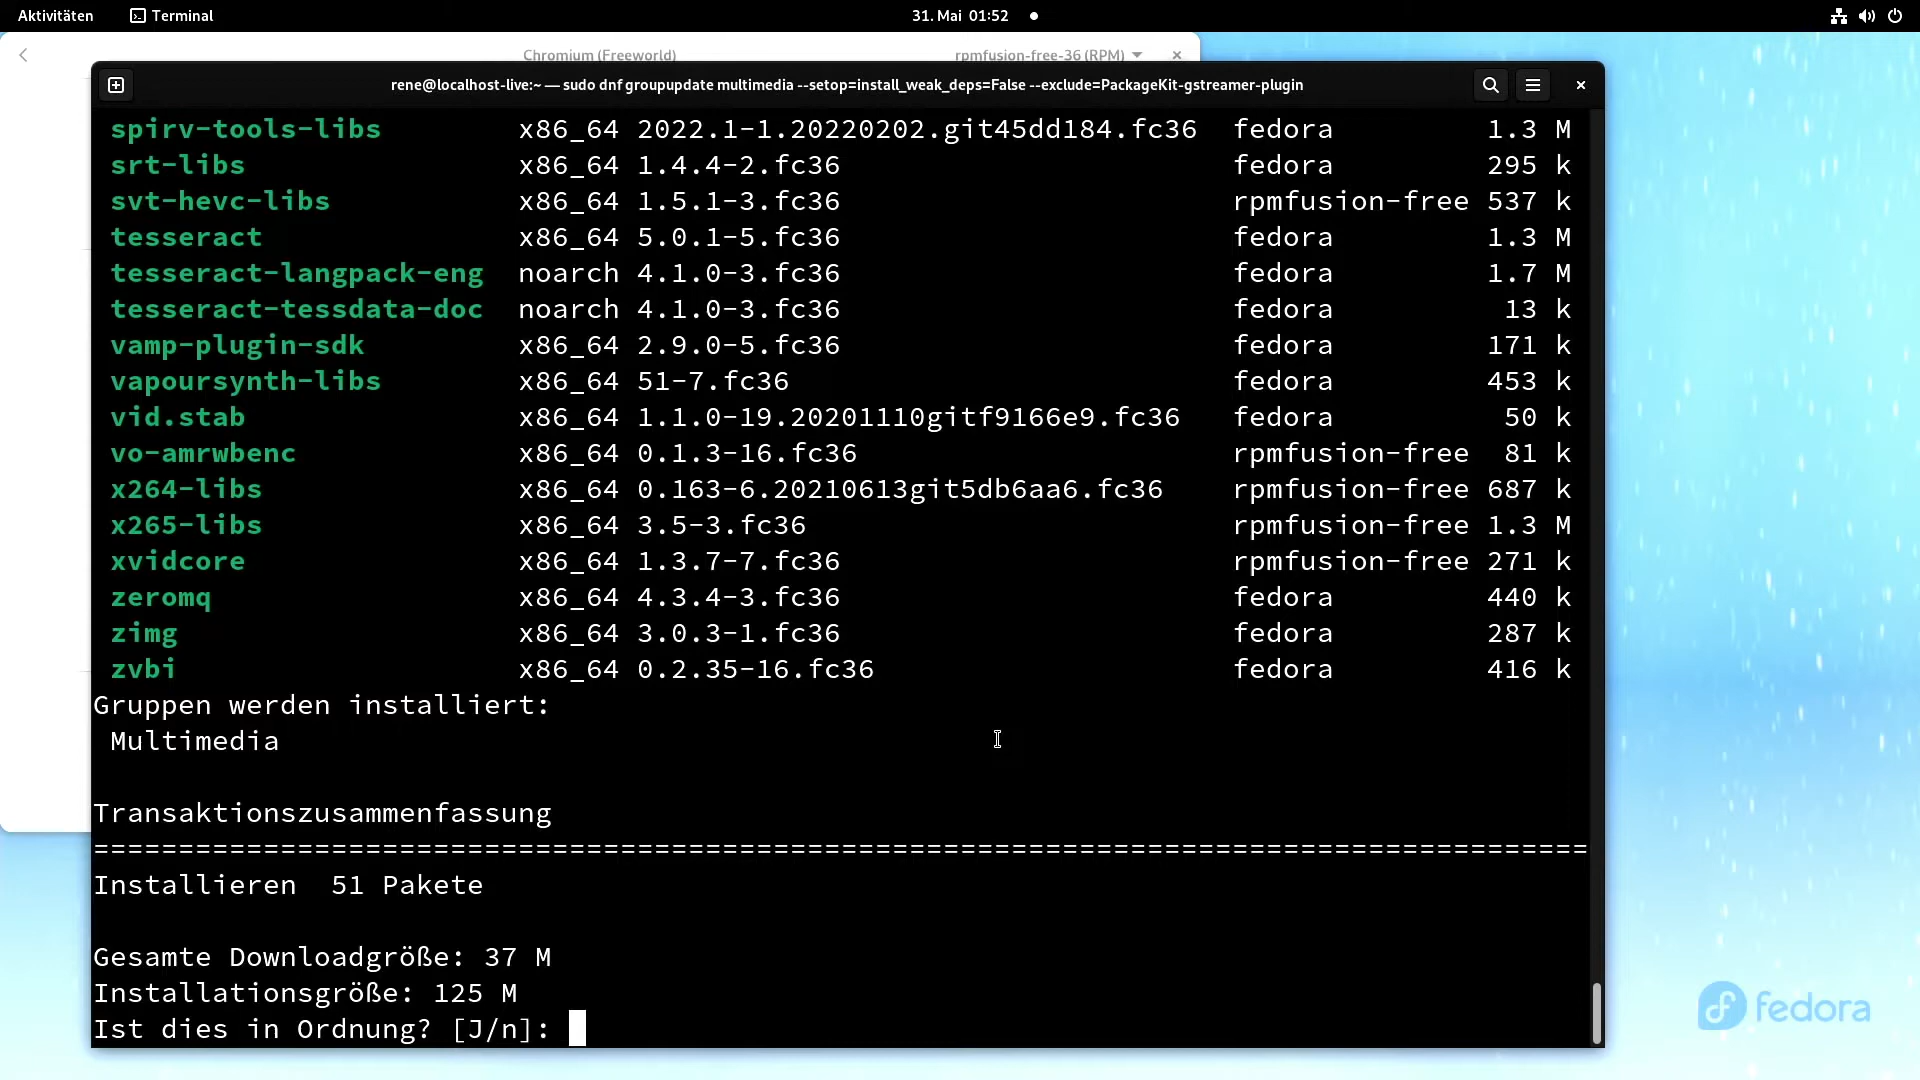 Aktivitäten Terminal 31. Mai 01:52
Chromium (Freeworld) rpmfusion-free-36 (RPM)
rene@localhost-live:~ — sudo dnf groupupdate multimedia --setop=install_weak_deps=False --exclude=PackageKit-gstreamer-plugin
spirv-tools-libs x86_64 2022.1-1.20220202.git45dd184.fc36 fedora 1.3 M
srt-libs x86_64 1.4.4-2.fc36 fedora 295 k
svt-hevc-libs x86_64 1.5.1-3.fc36 rpmfusion-free 537 k
tesseract x86_64 5.0.1-5.fc36 fedora 1.3 M
tesseract-langpack-eng noarch 4.1.0-3.fc36 fedora 1.7 M
tesseract-tessdata-doc noarch 4.1.0-3.fc36 fedora 13 k
vamp-plugin-sdk x86_64 2.9.0-5.fc36 fedora 171 k
vapoursynth-libs x86_64 51-7.fc36 fedora 453 k
vid.stab x86_64 1.1.0-19.20201110gitf9166e9.fc36 fedora 50 k
vo-amrwbenc x86_64 0.1.3-16.fc36 rpmfusion-free 81 k
x264-libs x86_64 0.163-6.20210613git5db6aa6.fc36 rpmfusion-free 687 k
x265-libs x86_64 3.5-3.fc36 rpmfusion-free 1.3 M
xvidcore x86_64 1.3.7-7.fc36 rpmfusion-free 271 k
zeromq x86_64 4.3.4-3.fc36 fedora 440 k
zimg x86_64 3.0.3-1.fc36 fedora 287 k
zvbi x86_64 0.2.35-16.fc36 fedora 416 k
Gruppen werden installiert:
Multimedia
Transaktionszusammenfassung
========================================================================================
Installieren 51 Pakete
Gesamte Downloadgröße: 37 M
Installationsgröße: 125 M
Ist dies in Ordnung? [J/n]:
fedora